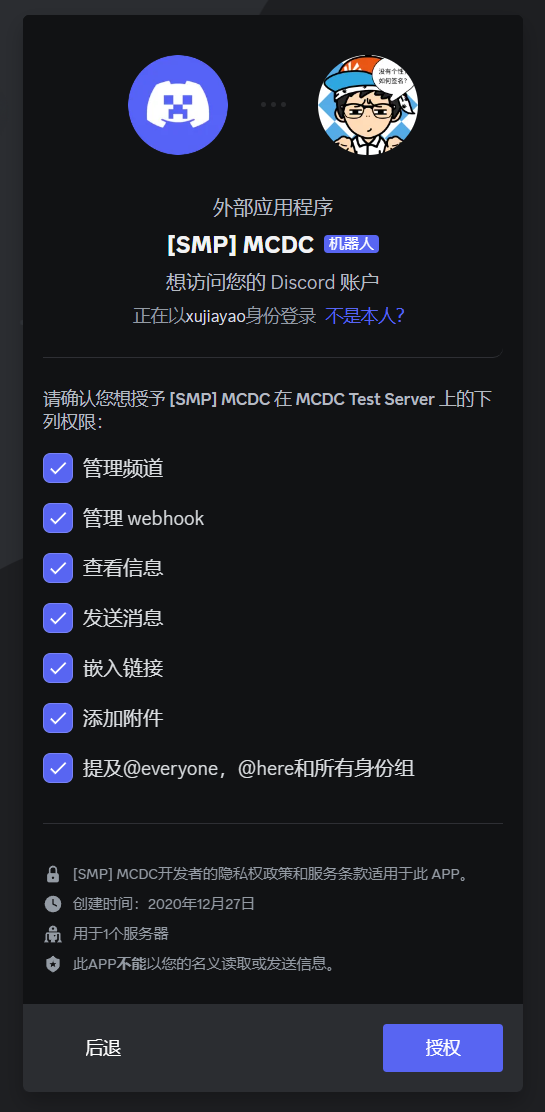 没有个性
如何签名?
外部应用程序
[SMP] MCDC 机器人
想访问您的 Discord 账户
正在以xujiayao身份登录 不是本人?
请确认您想授予 [SMP] MCDC 在 MCDC Test Server 上的下
列权限：
管理频道
管理 webhook
查看信息
发送消息
嵌入链接
添加附件
提及@everyone，@here和所有身份组
[SMP] MCDC开发者的隐私权政策和服务条款适用于此 APP。
创建时间：2020年12月27日
用于1个服务器
此APP不能以您的名义读取或发送信息。
后退 授权